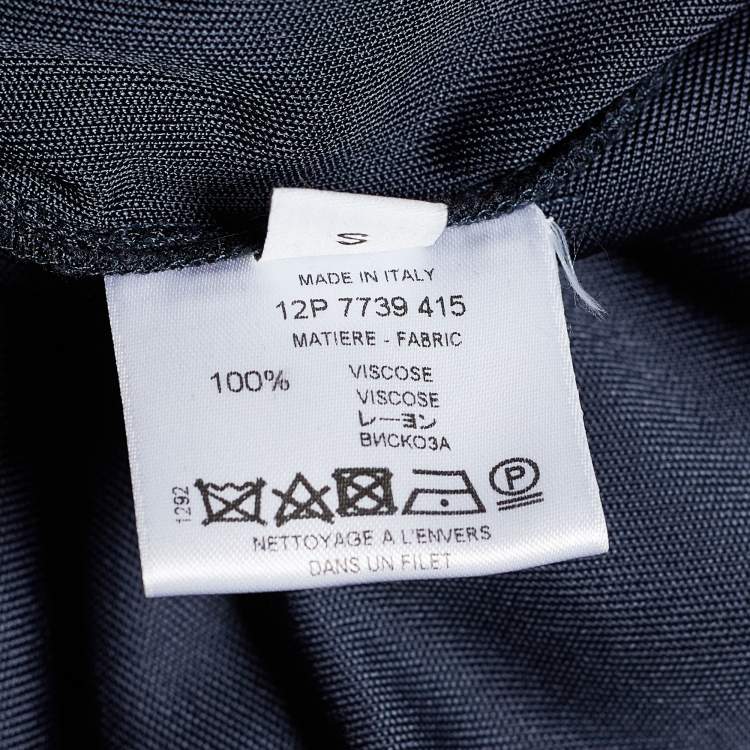 S
MADE IN ITALY
12P 7739 415
MATIERE - FABRIC
100% VISCOSE
VISCOSE
レーヨン
ВИСКОЗА
1292
P
NETTOYAGE A L'ENVERS
DANS UN FILET